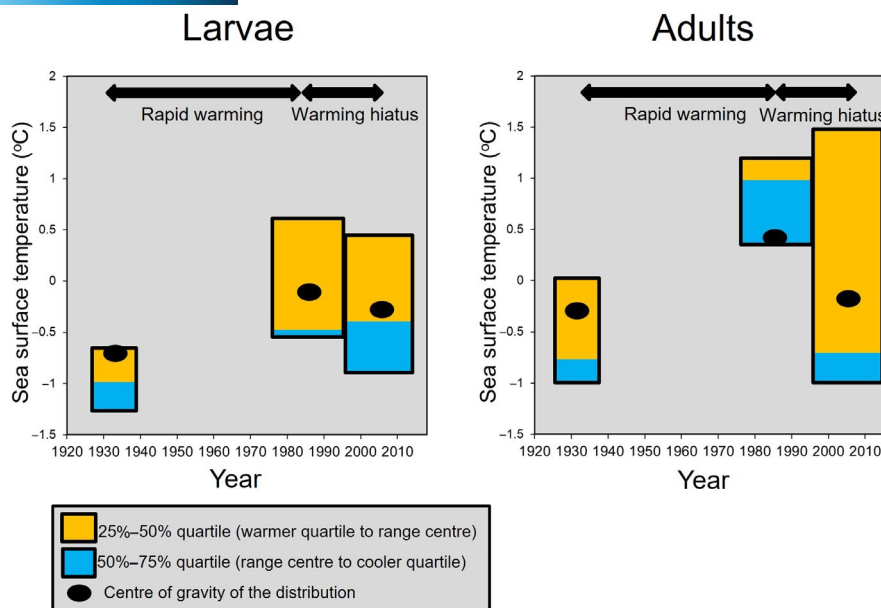 Larvae
Sea surface temperature (°C)
2
1.5
1
0.5
0
−0.5
−1
−1.5
Rapid warming Warming hiatus
1920 1930 1940 1950 1960 1970 1980 1990 2000 2010
Year
Adults
Sea surface temperature (°C)
2
1.5
1
0.5
0
−0.5
−1
−1.5
Rapid warming Warming hiatus
1920 1930 1940 1950 1960 1970 1980 1990 2000 2010
Year
25%–50% quartile (warmer quartile to range centre)
50%–75% quartile (range centre to cooler quartile)
Centre of gravity of the distribution